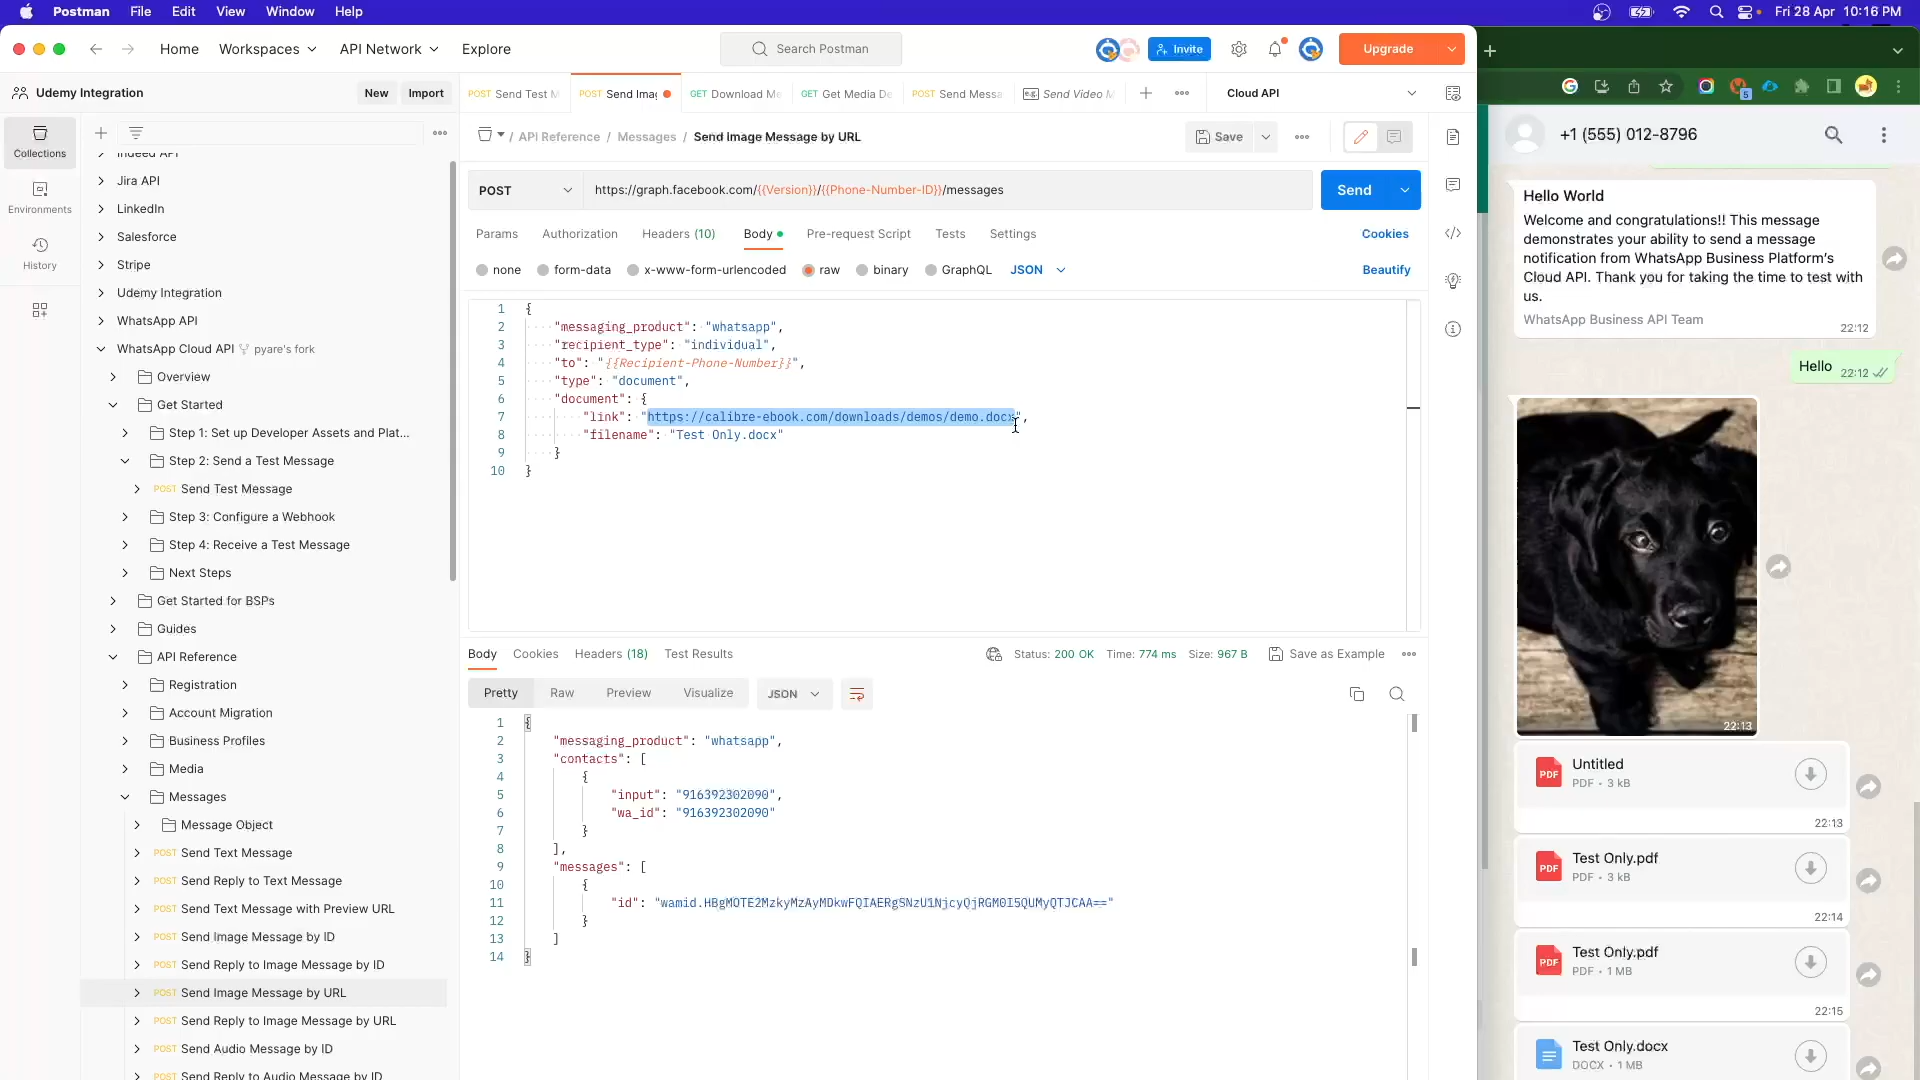 Postman File Edit View Window Help
Fri 28 Apr 10:16 PM
Home Workspaces API Network Explore
Search Postman
Invite
Upgrade
Udemy Integration
New Import
POST Send Test M
POST Send Imag
GET Download Me
GET Get Media De
POST Send Messa
Send Video M
Cloud API
Collections
Environments
History
Indeed API
Jira API
LinkedIn
Salesforce
Stripe
Udemy Integration
WhatsApp API
WhatsApp Cloud API pyare's fork
Overview
Get Started
Step 1: Set up Developer Assets and Plat...
Step 2: Send a Test Message
POST Send Test Message
Step 3: Configure a Webhook
Step 4: Receive a Test Message
Next Steps
Get Started for BSPs
Guides
API Reference
Registration
Account Migration
Business Profiles
Media
Messages
Message Object
POST Send Text Message
POST Send Reply to Text Message
POST Send Text Message with Preview URL
POST Send Image Message by ID
POST Send Reply to Image Message by ID
POST Send Image Message by URL
POST Send Reply to Image Message by URL
POST Send Audio Message by ID
POST Send Reply to Audio Message by ID
/ API Reference / Messages / Send Image Message by URL
Save
POST https://graph.facebook.com/{{Version}}/{{Phone-Number-ID}}/messages
Send
Params Authorization Headers (10) Body Pre-request Script Tests Settings
Cookies
none form-data x-www-form-urlencoded raw binary GraphQL JSON
Beautify
1 {
2 "messaging_product": "whatsapp",
3 "recipient_type": "individual",
4 "to": "{{Recipient-Phone-Number}}",
5 "type": "document",
6 "document": {
7 "link": "https://calibre-ebook.com/downloads/demos/demo.docx",
8 "filename": "Test Only.docx"
9 }
10 }
Body Cookies Headers (18) Test Results
Status: 200 OK Time: 774 ms Size: 967 B
Save as Example
Pretty Raw Preview Visualize JSON
1 {
2 "messaging_product": "whatsapp",
3 "contacts": [
4 {
5 "input": "916392302090",
6 "wa_id": "916392302090"
7 }
8 ],
9 "messages": [
10 {
11 "id": "wamid.HBgMOTE2MzkyMzAyMDkwFQIAERgSNzU1NjcyQjRGM0I5QUMyQTJCAA=="
12 }
13 ]
14 }
5
+1 (555) 012-8796
Hello World
Welcome and congratulations!! This message
demonstrates your ability to send a message
notification from WhatsApp Business Platform's
Cloud API. Thank you for taking the time to test with
us.
WhatsApp Business API Team
22:12
Hello 22:12
22:13
PDF
Untitled
PDF • 3 kB
22:13
PDF
Test Only.pdf
PDF • 3 kB
22:14
PDF
Test Only.pdf
PDF • 1 MB
22:15
Test Only.docx
DOCX • 1 MB